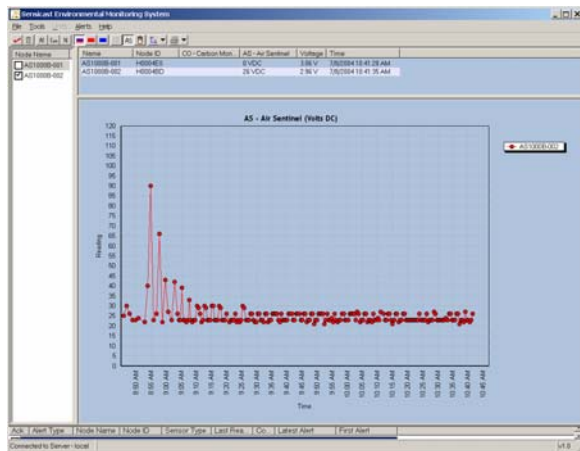 Sensicast Environmental Monitoring System
File Tools Alerts Help
Node Name
AS1000B-001
AS1000B-002
Name Node ID CO - Carbon Mon... AS - Air Sentinel Voltage Time
AS1000B-001 0 VDC 3.06 V 7/8/2004 10:41:28 AM
AS1000B-002 26 VDC 2.96 V 7/8/2004 10:41:35 AM
AS - Air Sentinel (Volts DC)
AS1000B-002
Reading
120
115
110
105
100
95
90
85
80
75
70
65
60
55
50
45
40
35
30
25
20
15
10
5
0
8:50 AM
8:55 AM
9:00 AM
9:05 AM
9:10 AM
9:15 AM
9:20 AM
9:25 AM
9:30 AM
9:35 AM
9:40 AM
9:45 AM
9:50 AM
9:55 AM
10:00 AM
10:05 AM
10:10 AM
10:15 AM
10:20 AM
10:25 AM
10:30 AM
10:35 AM
10:40 AM
10:45 AM
Time
Ack Alert Type Node Name Node ID Sensor Type Last Rea... Co... Latest Alert First Alert
Connected to Server - local v1.0